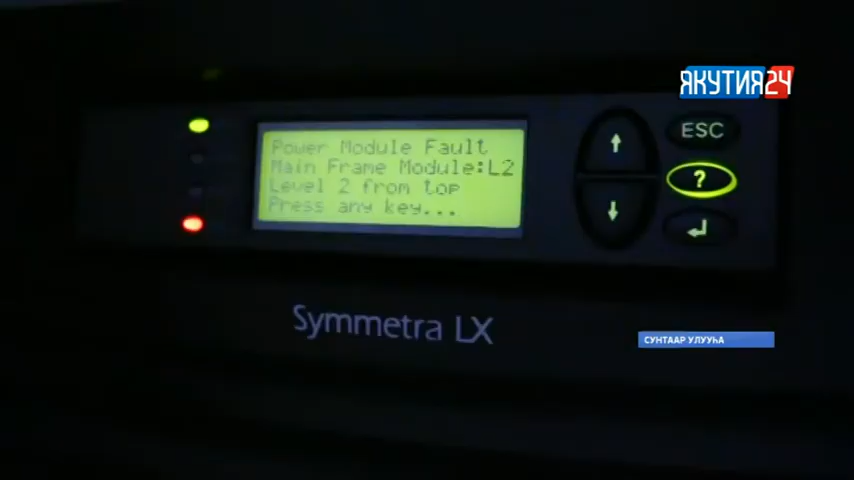 ЯКУТИЯ24
Power Module Fault
Main Frame Module:L2
Level 2 from top
Press any key...
ESC
?
Symmetra LX
СУНТААР УЛУУҺА